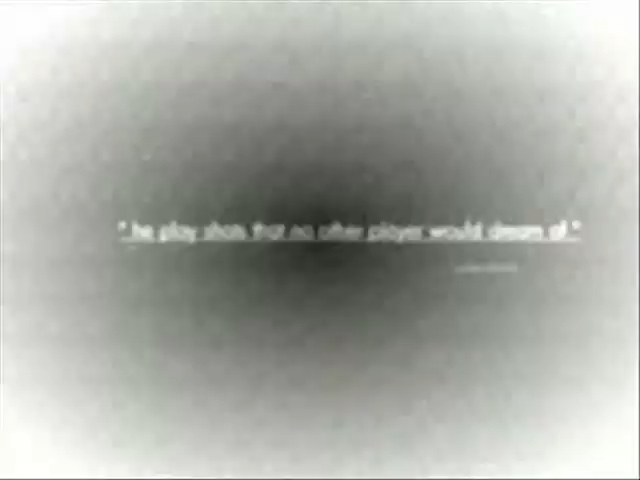 " he play shots that no other player would dream of "